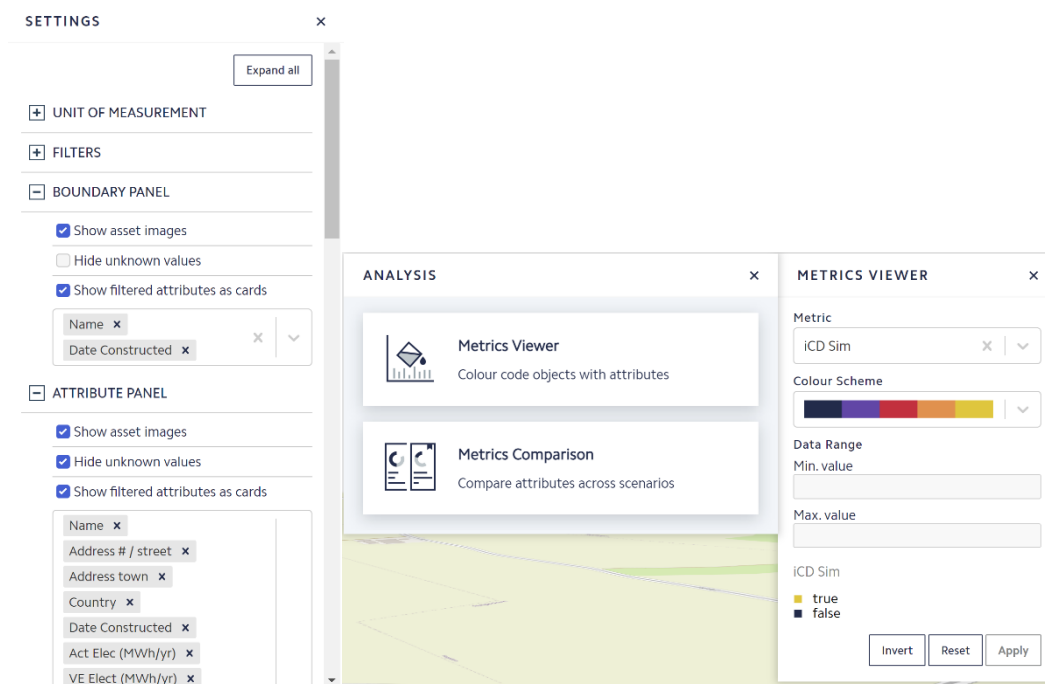 SETTINGS
Expand all
UNIT OF MEASUREMENT
FILTERS
BOUNDARY PANEL
Show asset images
Hide unknown values
Show filtered attributes as cards
Name
Date Constructed
ATTRIBUTE PANEL
Show asset images
Hide unknown values
Show filtered attributes as cards
Name
Address # / street
Address town
Country
Date Constructed
Act Elec (MWh/yr)
VE Elect (MWh/yr)
ANALYSIS
Metrics Viewer
Colour code objects with attributes
Metrics Comparison
Compare attributes across scenarios
METRICS VIEWER
Metric
iCD Sim
Colour Scheme
Data Range
Min. value
Max. value
iCD Sim
true
false
Invert Reset Apply